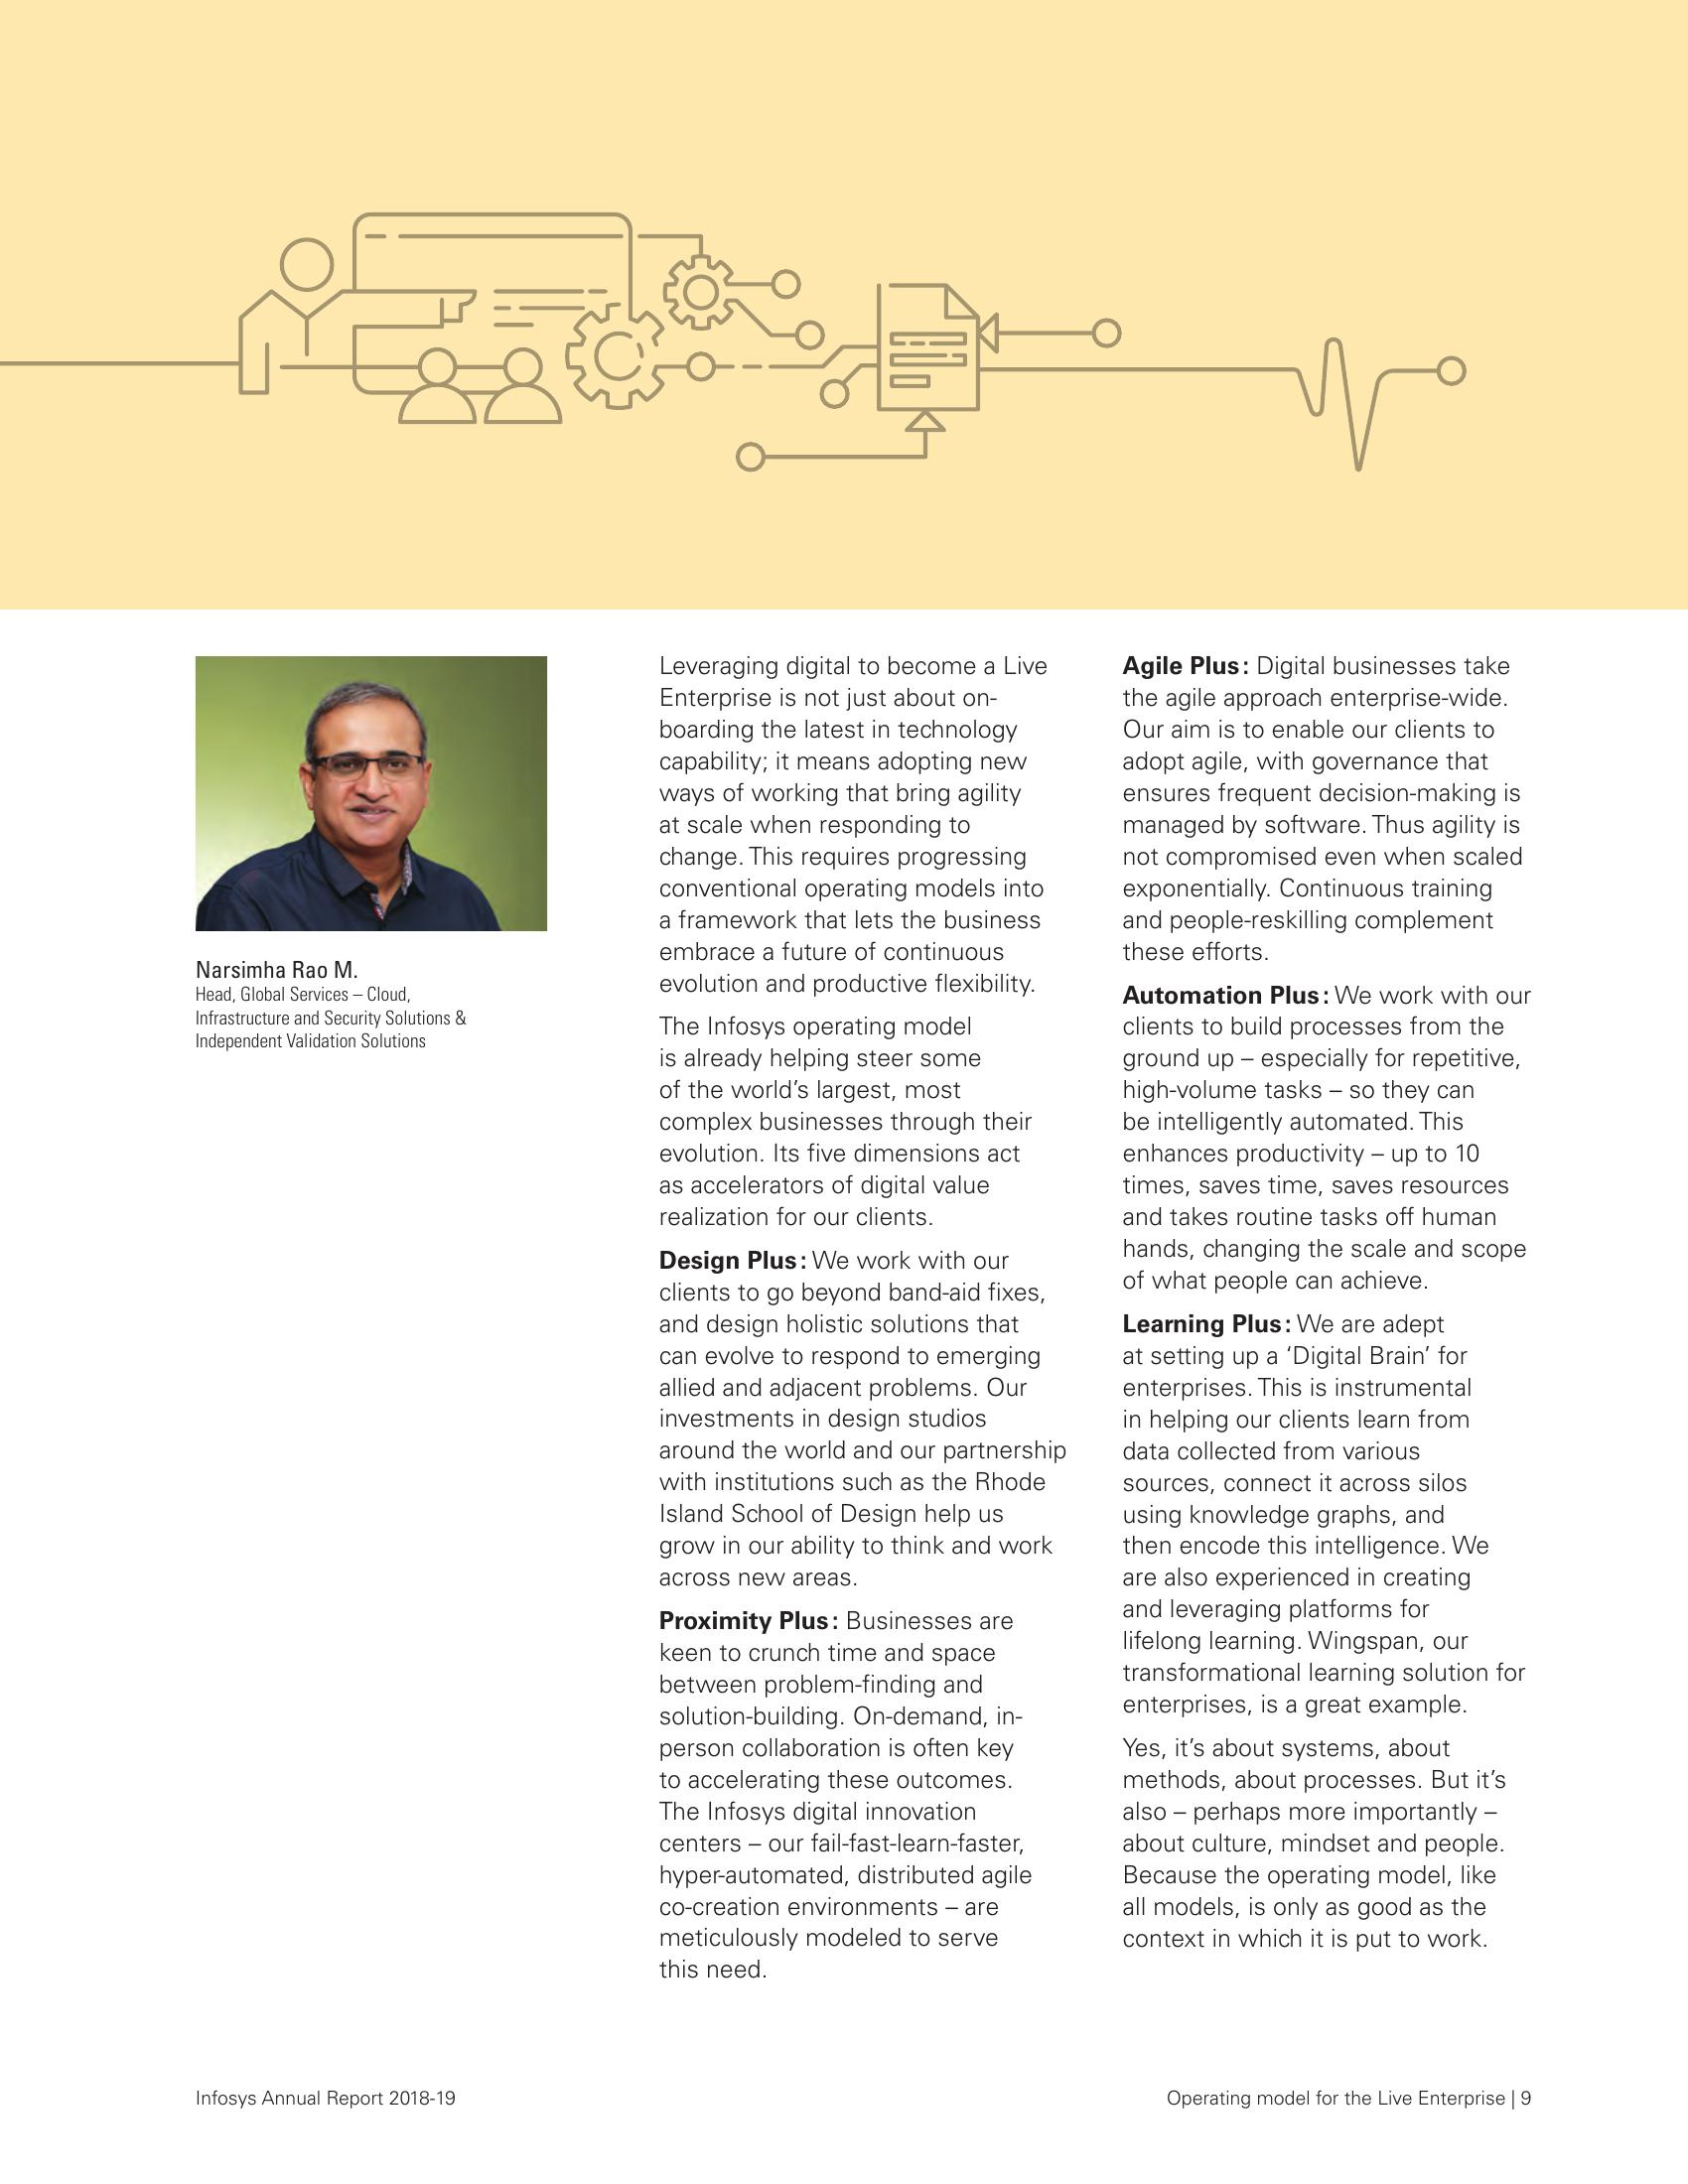 Narsimha Rao M.
Head, Global Services – Cloud,
Infrastructure and Security Solutions &
Independent Validation Solutions
Leveraging digital to become a Live
Enterprise is not just about on-
boarding the latest in technology
capability; it means adopting new
ways of working that bring agility
at scale when responding to
change. This requires progressing
conventional operating models into
a framework that lets the business
embrace a future of continuous
evolution and productive flexibility.
The Infosys operating model
is already helping steer some
of the world’s largest, most
complex businesses through their
evolution. Its five dimensions act
as accelerators of digital value
realization for our clients.
Design Plus: We work with our
clients to go beyond band-aid fixes,
and design holistic solutions that
can evolve to respond to emerging
allied and adjacent problems. Our
investments in design studios
around the world and our partnership
with institutions such as the Rhode
Island School of Design help us
grow in our ability to think and work
across new areas.
Proximity Plus: Businesses are
keen to crunch time and space
between problem-finding and
solution-building. On-demand, in-
person collaboration is often key
to accelerating these outcomes.
The Infosys digital innovation
centers – our fail-fast-learn-faster,
hyper-automated, distributed agile
co-creation environments – are
meticulously modeled to serve
this need.
Agile Plus: Digital businesses take
the agile approach enterprise-wide.
Our aim is to enable our clients to
adopt agile, with governance that
ensures frequent decision-making is
managed by software. Thus agility is
not compromised even when scaled
exponentially. Continuous training
and people-reskilling complement
these efforts.
Automation Plus: We work with our
clients to build processes from the
ground up – especially for repetitive,
high-volume tasks – so they can
be intelligently automated. This
enhances productivity – up to 10
times, saves time, saves resources
and takes routine tasks off human
hands, changing the scale and scope
of what people can achieve.
Learning Plus: We are adept
at setting up a ‘Digital Brain’ for
enterprises. This is instrumental
in helping our clients learn from
data collected from various
sources, connect it across silos
using knowledge graphs, and
then encode this intelligence. We
are also experienced in creating
and leveraging platforms for
lifelong learning. Wingspan, our
transformational learning solution for
enterprises, is a great example.
Yes, it’s about systems, about
methods, about processes. But it’s
also – perhaps more importantly –
about culture, mindset and people.
Because the operating model, like
all models, is only as good as the
context in which it is put to work.
Infosys Annual Report 2018-19
Operating model for the Live Enterprise | 9